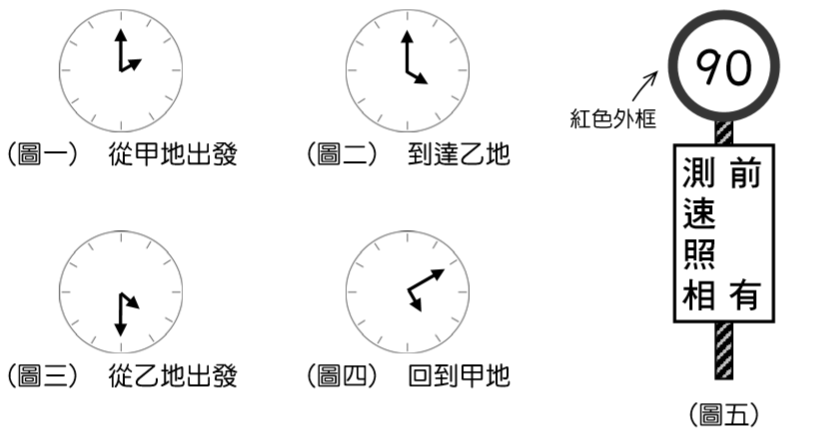 (圖一) 從甲地出發
(圖二) 到達乙地
(圖三) 從乙地出發
(圖四) 回到甲地
90
紅色外框
前有
測速照相
(圖五)